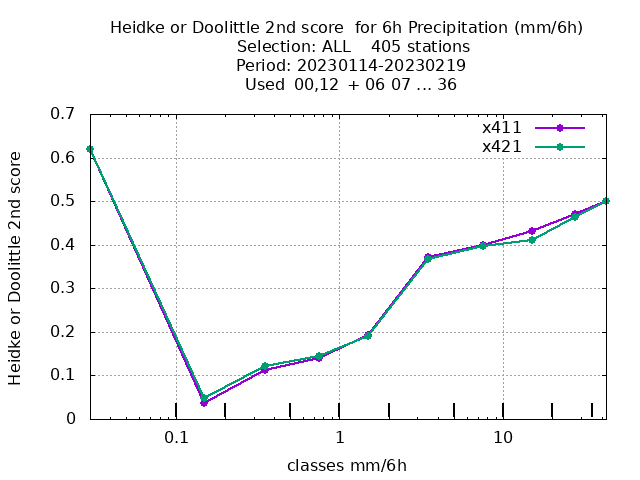 Heidke or Doolittle 2nd score  for 6h Precipitation (mm/6h)
Selection: ALL    405 stations
Period: 20230114-20230219
Used  00,12  + 06 07 ... 36
x411
x421
Heidke or Doolittle 2nd score
0.7
0.6
0.5
0.4
0.3
0.2
0.1
0
0.1 1 10
classes mm/6h